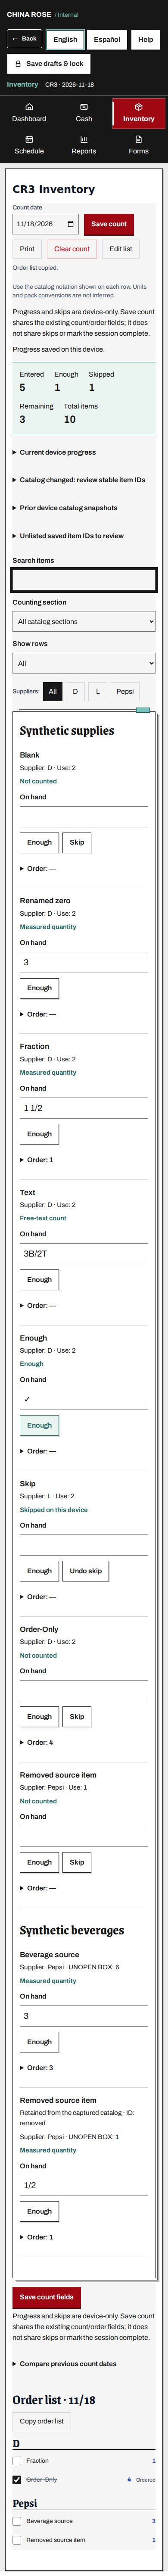 CHINA ROSE / Internal
← Back English Español Help
Save drafts & lock
Inventory CR3 · 2026-11-18
Dashboard Cash Inventory
Schedule Reports Forms
CR3 Inventory
Count date
11/18/2026 Save count
Print Clear count Edit list
Order list copied.
Use the catalog notation shown on each row. Units
and pack conversions are not inferred.
Progress and skips are device-only. Save count
shares the existing count/order fields; it does
not share skips or mark the session complete.
Progress saved on this device.
Entered Enough Skipped
5 1 1
Remaining Total items
3 10
Current device progress
Catalog changed: review stable item IDs
Prior device catalog snapshots
Unlisted saved item IDs to review
Search items
Counting section
All catalog sections
Show rows
All
Suppliers: All D L Pepsi
Synthetic supplies
Blank
Supplier: D · Use: 2
Not counted
On hand
Enough Skip
Order: —
Renamed zero
Supplier: D · Use: 2
Measured quantity
On hand
3
Enough
Order: —
Fraction
Supplier: D · Use: 2
Measured quantity
On hand
1 1/2
Enough
Order: 1
Text
Supplier: D · Use: 2
Free-text count
On hand
3B/2T
Enough
Order: —
Enough
Supplier: D · Use: 2
Enough
On hand
✓
Enough
Order: —
Skip
Supplier: L · Use: 2
Skipped on this device
On hand
Enough Undo skip
Order: —
Order-Only
Supplier: D · Use: 2
Not counted
On hand
Enough Skip
Order: 4
Removed source item
Supplier: Pepsi · Use: 1
Not counted
On hand
Enough Skip
Order: —
Synthetic beverages
Beverage source
Supplier: Pepsi · UNOPEN BOX: 6
Measured quantity
On hand
3
Enough
Order: 3
Removed source item
Retained from the captured catalog · ID:
removed
Supplier: Pepsi · UNOPEN BOX: 1
Measured quantity
On hand
1/2
Enough
Order: 1
Save count fields
Progress and skips are device-only. Save count
shares the existing count/order fields; it does
not share skips or mark the session complete.
Compare previous count dates
Order list · 11/18
Copy order list
D
Fraction 1
Order-Only 4 Ordered
Pepsi
Beverage source 3
Removed source item 1